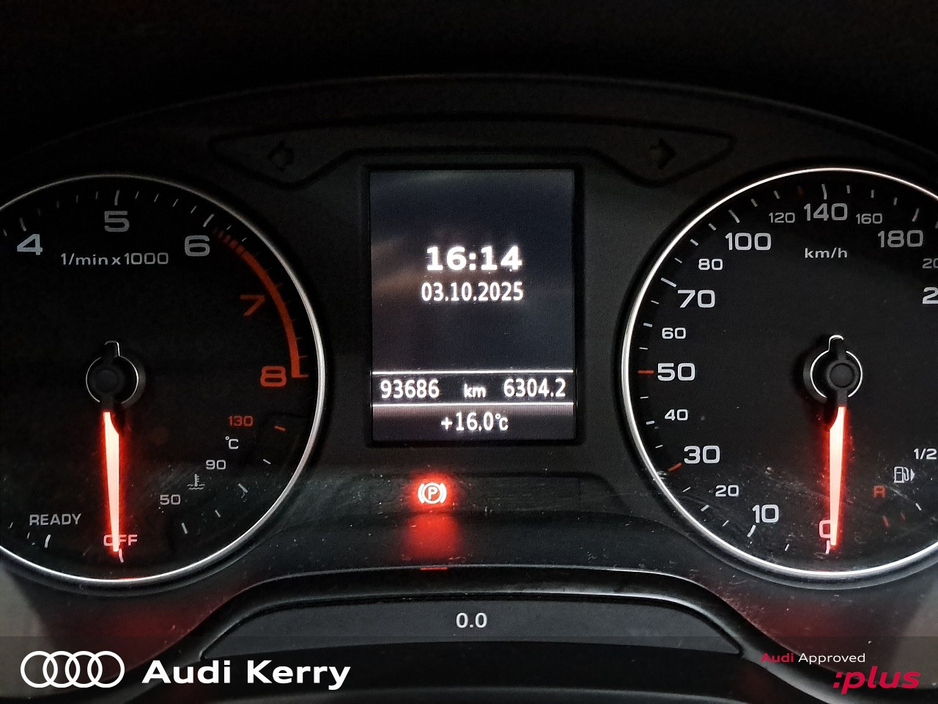 4 5 6 7 8
1/min x 1000
130
°C
90
50
READY
OFF
16:14
03.10.2025
93686 km 6304.2
+16.0°C
P
0.0
0 10 20 30 40 50 60 70 80 100 120 140 160 180
km/h
1/2
R
Audi Kerry
Audi Approved
:plus